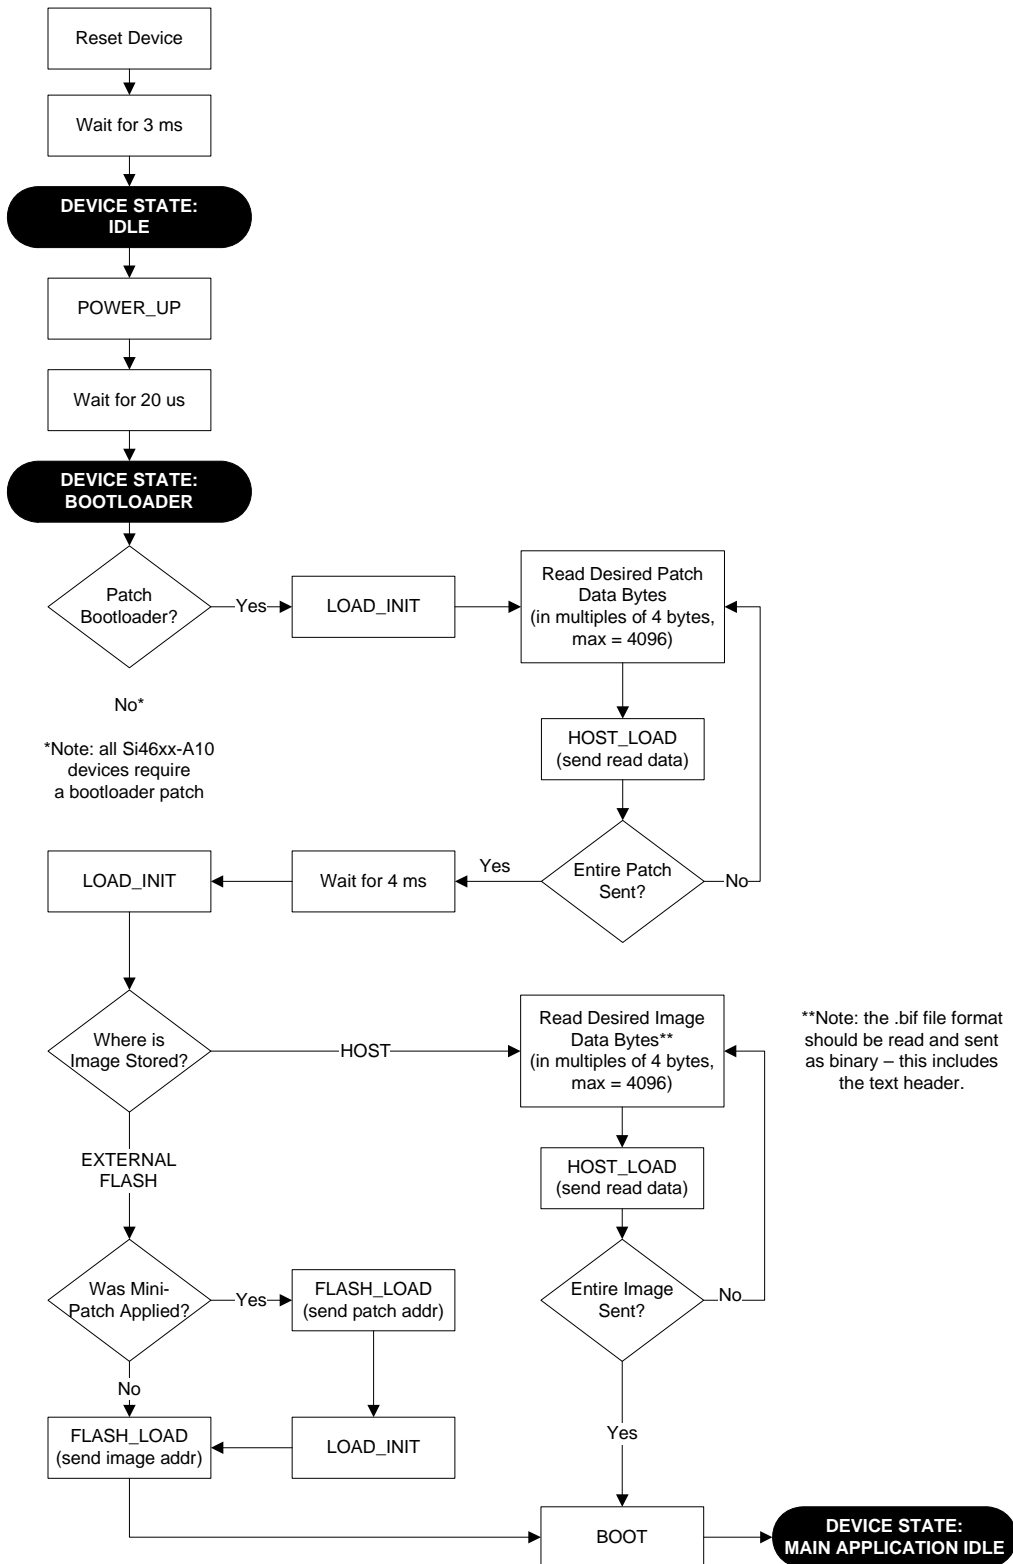 Reset Device
Wait for 3 ms
DEVICE STATE:
IDLE
POWER_UP
Wait for 20 us
DEVICE STATE:
BOOTLOADER
Patch
Bootloader?
Yes
LOAD_INIT
Read Desired Patch
Data Bytes
(in multiples of 4 bytes,
max = 4096)
No*
*Note: all Si46xx-A10
devices require
a bootloader patch
HOST_LOAD
(send read data)
Entire Patch
Sent?
No
Yes
Wait for 4 ms
LOAD_INIT
Where is
Image Stored?
HOST
Read Desired Image
Data Bytes**
(in multiples of 4 bytes,
max = 4096)
**Note: the .bif file format
should be read and sent
as binary – this includes
the text header.
HOST_LOAD
(send read data)
EXTERNAL
FLASH
Was Mini-
Patch Applied?
Yes
FLASH_LOAD
(send patch addr)
Entire Image
Sent?
No
No
FLASH_LOAD
(send image addr)
LOAD_INIT
Yes
BOOT
DEVICE STATE:
MAIN APPLICATION IDLE